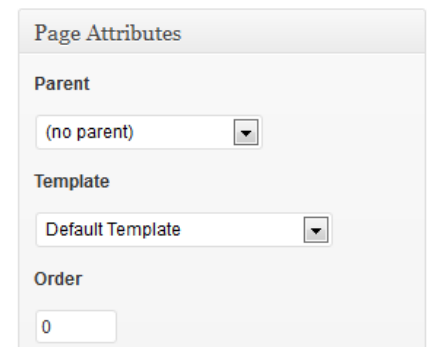 Page Attributes
Parent
(no parent)
Template
Default Template
Order
0